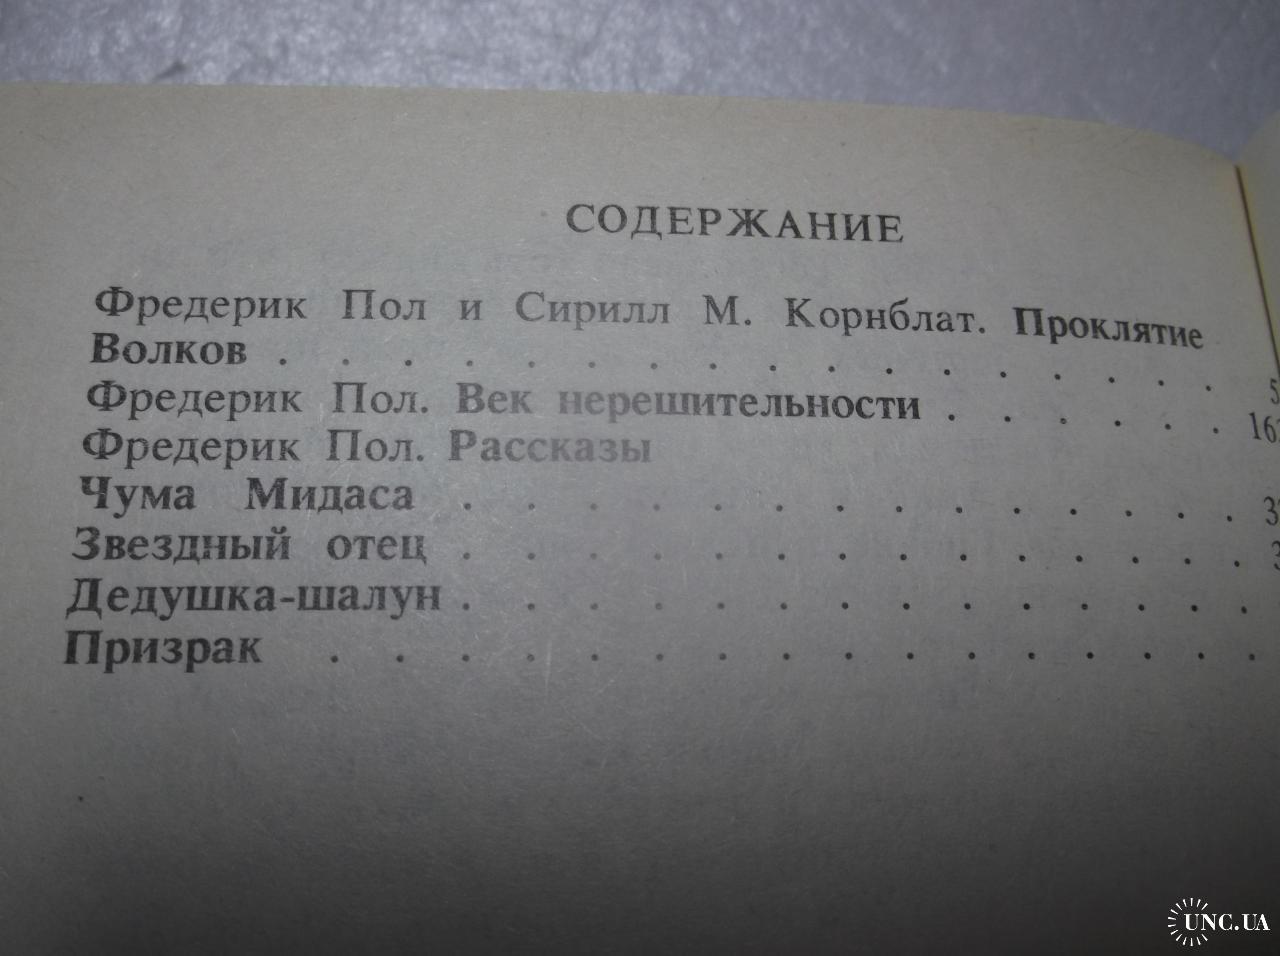 СОДЕРЖАНИЕ
Фредерик Пол и Сирилл М. Корнблат. Проклятие
Волков . . . . . . . . . . . . . . . . 5
Фредерик Пол. Век нерешительности . . . . . .
Фредерик Пол. Рассказы
Чума Мидаса . . . . . . . . . . . . .
Звездный отец . . . . . . . . . . . . .
Дедушка-шалун . . . . . . . . . . . . .
Призрак . . . . . . . . . . . . . . .
UNC.UA